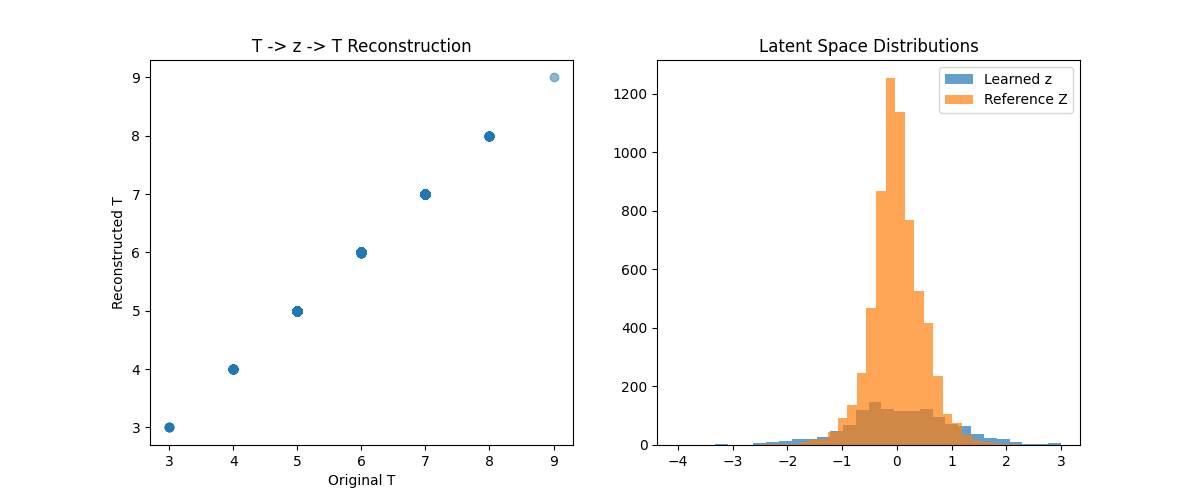 T -> z -> T Reconstruction
Reconstructed T
9
8
7
6
5
4
3
3 4 5 6 7 8 9
Original T
Latent Space Distributions
Learned z
Reference Z
1200
1000
800
600
400
200
0
−4 −3 −2 −1 0 1 2 3